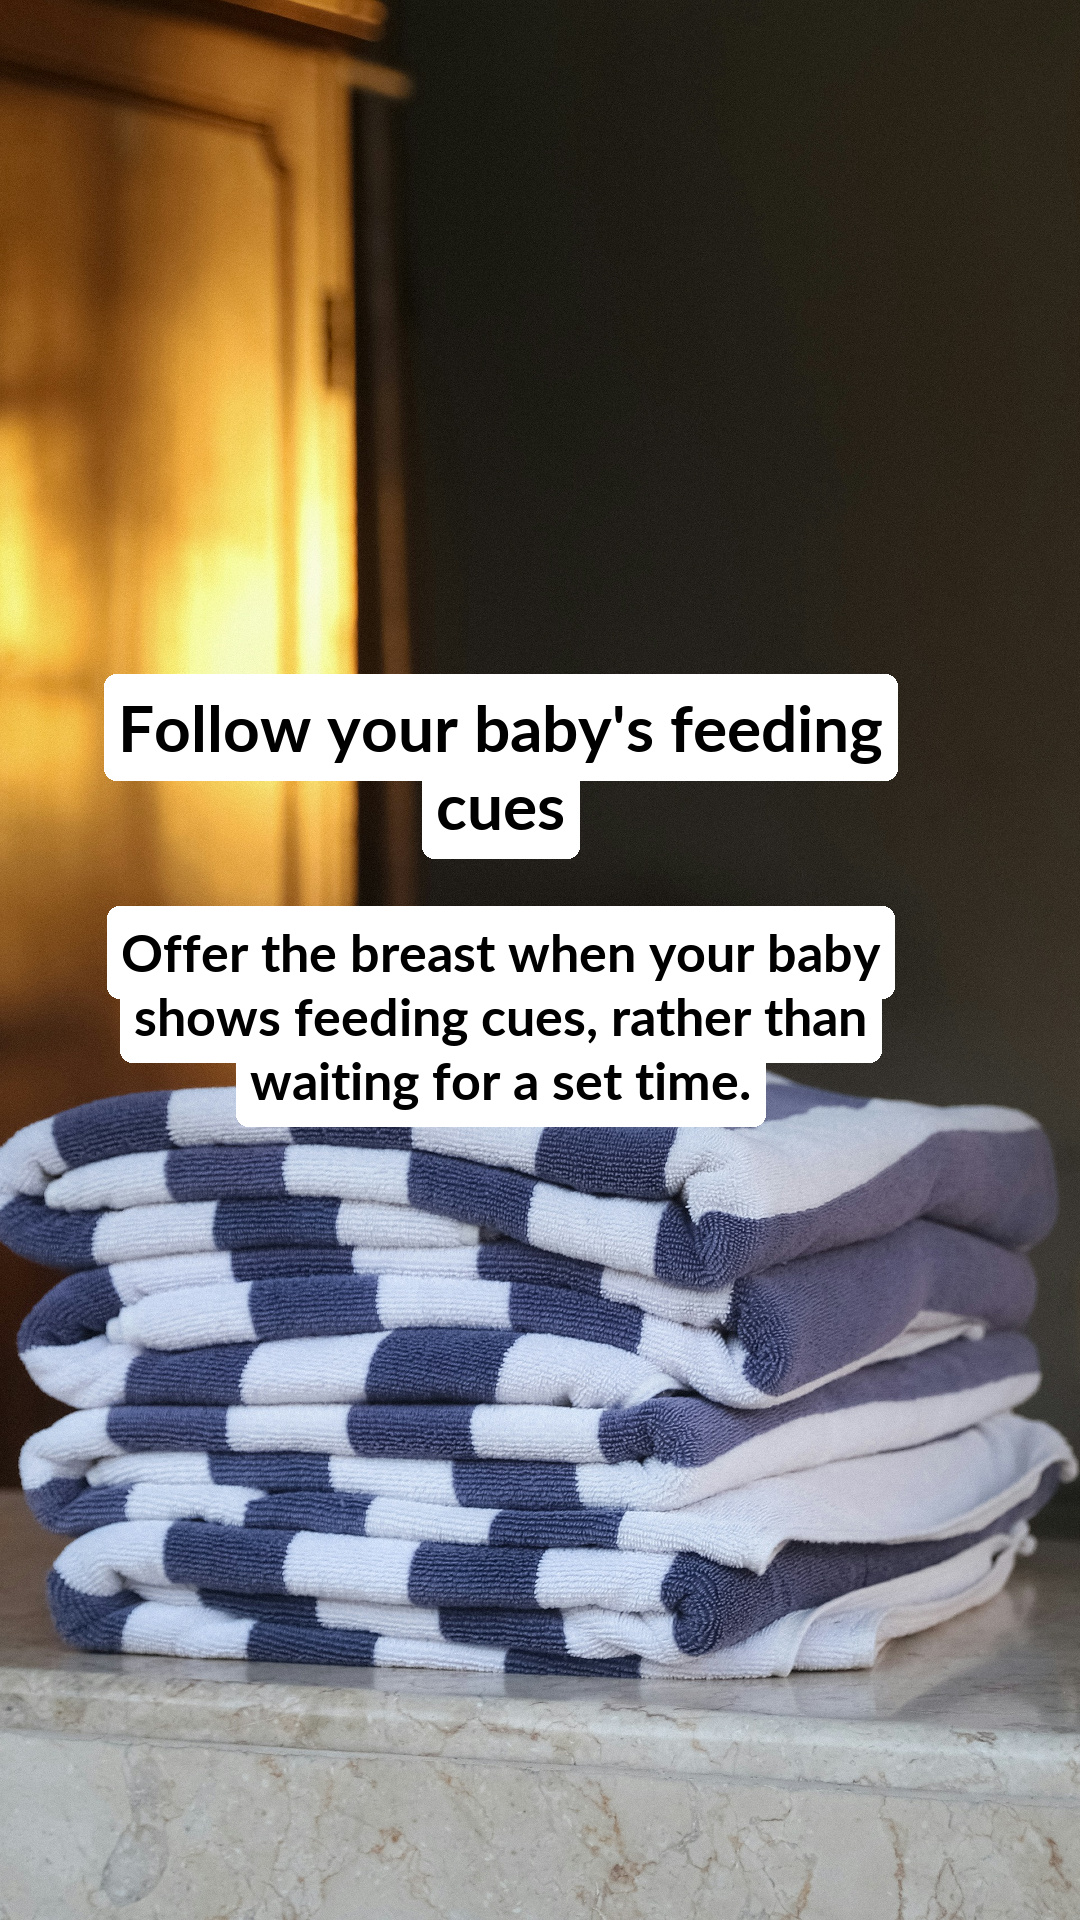 Follow your baby's feeding
cues
Offer the breast when your baby
shows feeding cues, rather than
waiting for a set time.